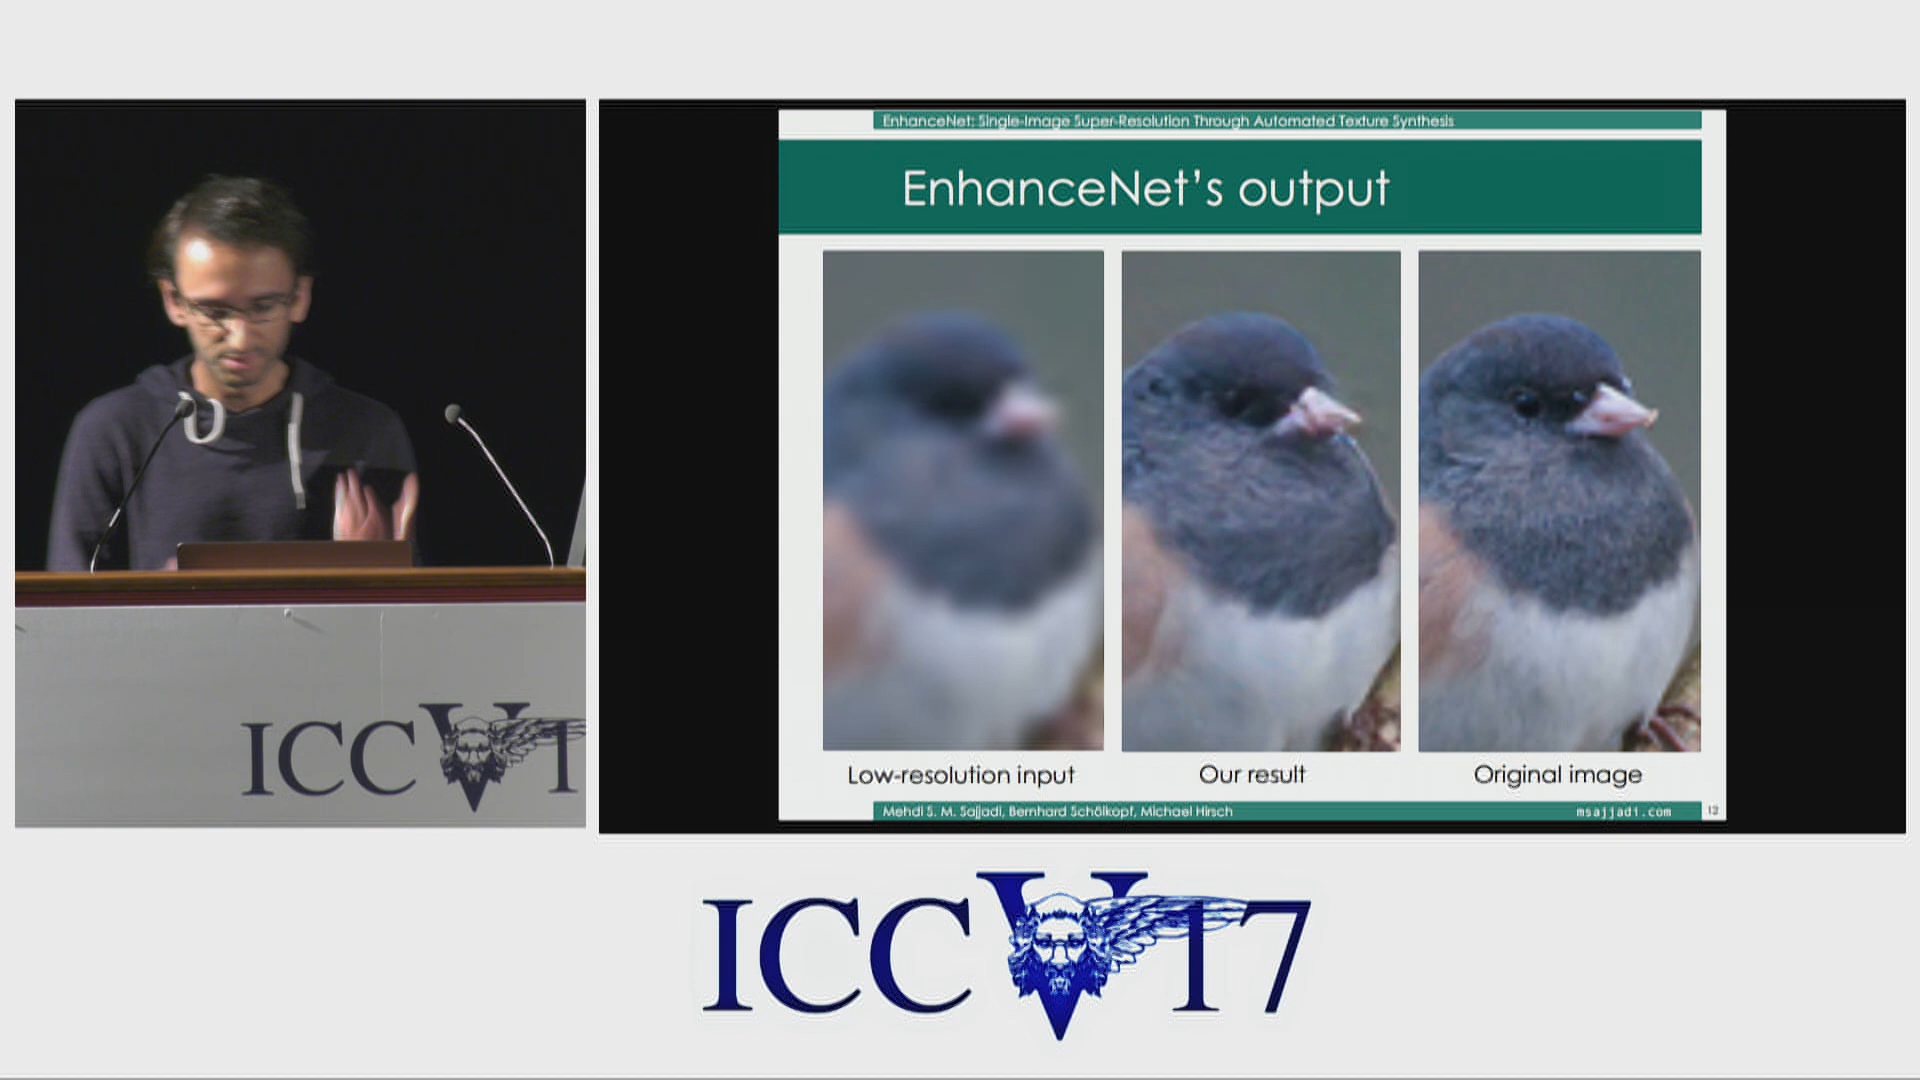 EnhanceNet: Single-Image Super-Resolution Through Automated Texture Synthesis
EnhanceNet's output
Low-resolution input
Our result
Original image
Mehdi S. M. Sajjadi, Bernhard Schölkopf, Michael Hirsch
msajjadi.com
12
ICCV1
ICCV17